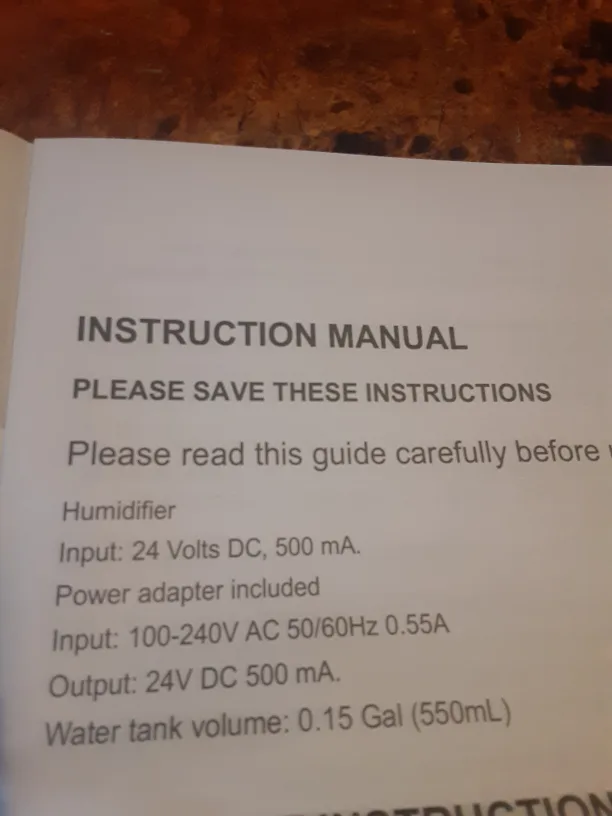 INSTRUCTION MANUAL
PLEASE SAVE THESE INSTRUCTIONS
Please read this guide carefully before
Humidifier
Input: 24 Volts DC, 500 mA.
Power adapter included
Input: 100-240V AC 50/60Hz 0.55A
Output: 24V DC 500 mA.
Water tank volume: 0.15 Gal (550mL)
INSTRUCTION